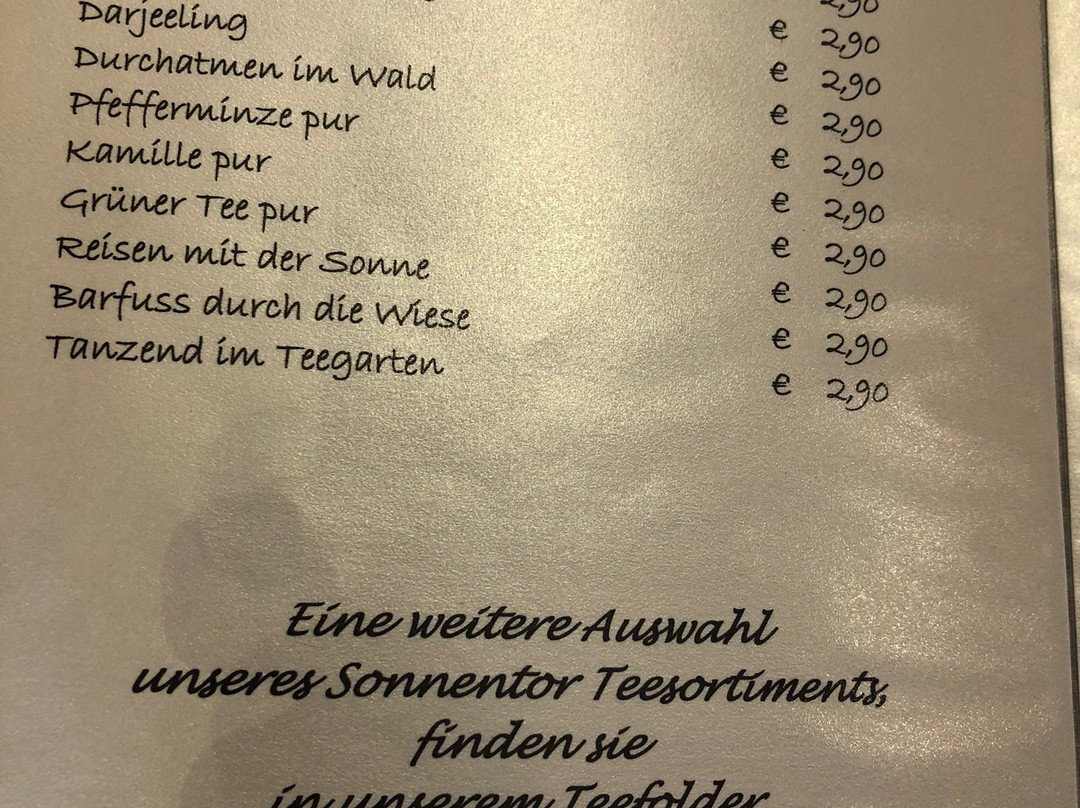 2,90
€ 2,90
Darjeeling € 2,90
Durchatmen im Wald € 2,90
Pfefferminze pur € 2,90
Kamille pur € 2,90
Grüner Tee pur € 2,90
Reisen mit der Sonne € 2,90
Barfuss durch die Wiese € 2,90
Tanzend im Teegarten € 2,90
Eine weitere Auswahl
unseres Sonnentor Teesortiments,
finden sie
in unserem Teefolder